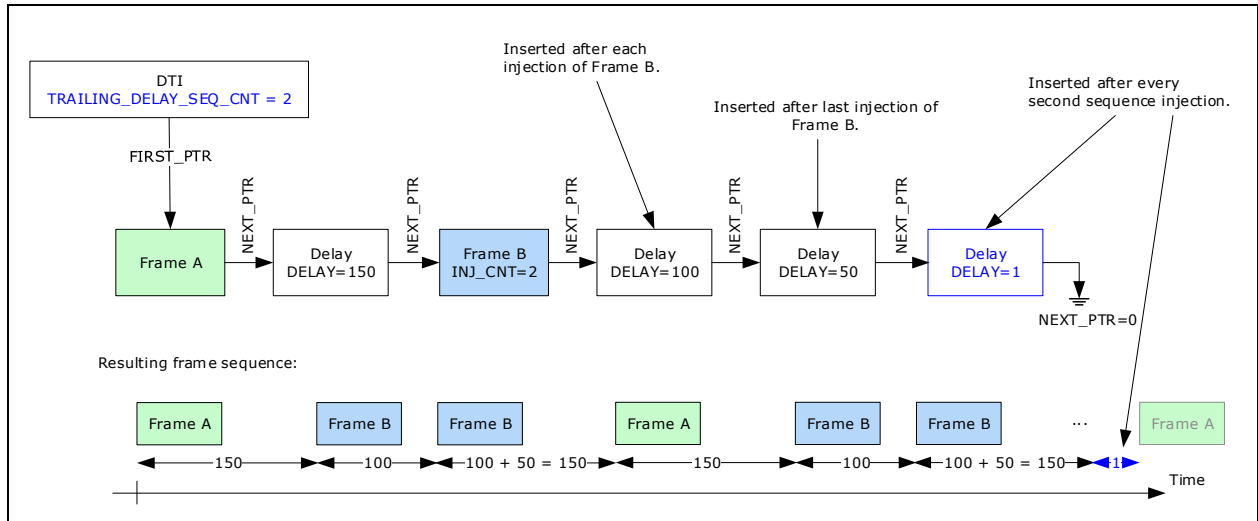 Inserted after each
injection of Frame B.
DTI
TRAILING_DELAY_SEQ_CNT = 2
Inserted after every
second sequence injection.
Inserted after last injection of
Frame B.
FIRST_PTR
NEXT_PTR
NEXT_PTR
NEXT_PTR
NEXT_PTR
NEXT_PTR
Frame A
Delay
DELAY=150
Frame B
INJ_CNT=2
Delay
DELAY=100
Delay
DELAY=50
Delay
DELAY=1
NEXT_PTR=0
Resulting frame sequence:
Frame A
Frame B
Frame B
Frame A
Frame B
Frame B
...
Frame A
150
100
100 + 50 = 150
150
100
100 + 50 = 150
1
Time